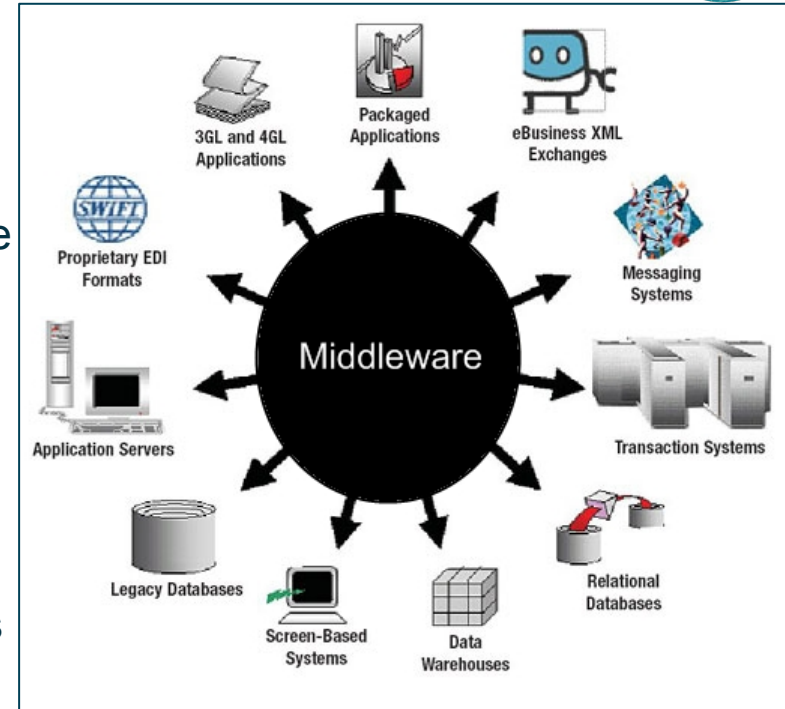 Packaged
Applications
eBusiness XML
Exchanges
3GL and 4GL
Applications
SWIFT
Proprietary EDI
Formats
e
Messaging
Systems
Middleware
Application Servers
Transaction Systems
Legacy Databases
Relational
Databases
s
Screen-Based
Systems
Data
Warehouses